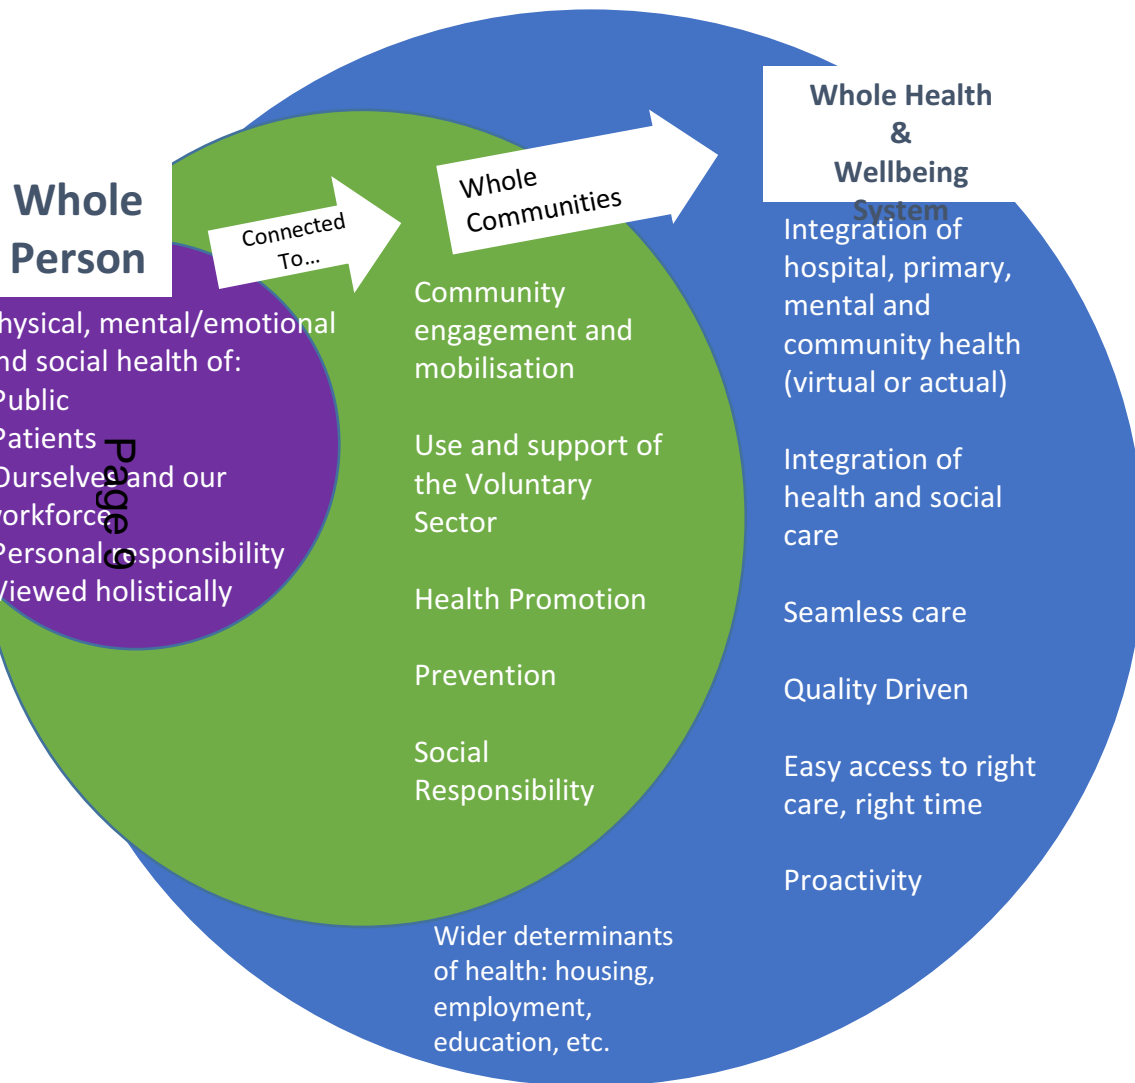 Whole
Person
Connected
To...
Whole
Communities
Whole Health
&
Wellbeing
System
hysical, mental/emotional
nd social health of:
Public
Patients
Ourselves and our
workforce
Personal responsibility
Viewed holistically
Page 9
Community
engagement and
mobilisation
Use and support of
the Voluntary
Sector
Health Promotion
Prevention
Social
Responsibility
Integration of
hospital, primary,
mental and
community health
(virtual or actual)
Integration of
health and social
care
Seamless care
Quality Driven
Easy access to right
care, right time
Proactivity
Wider determinants
of health: housing,
employment,
education, etc.